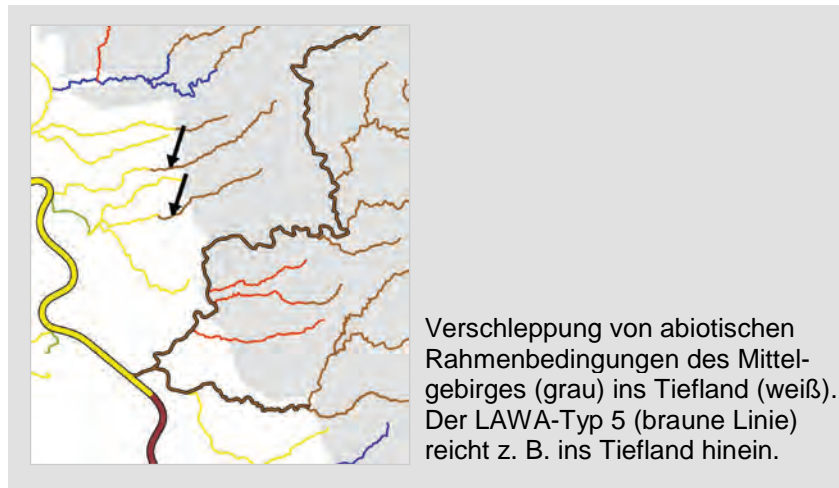 Verschleppung von abiotischen
Rahmenbedingungen des Mittel-
gebirges (grau) ins Tiefland (weiß).
Der LAWA-Typ 5 (braune Linie)
reicht z. B. ins Tiefland hinein.